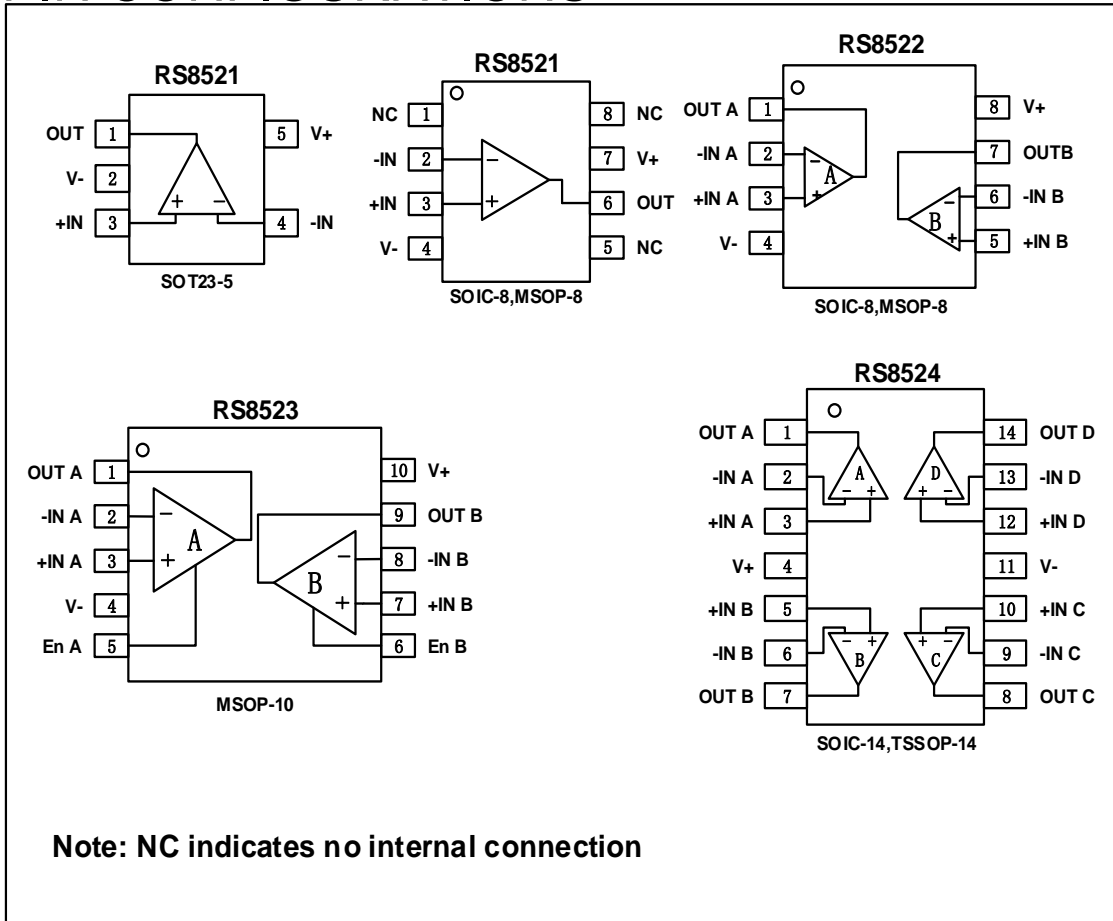 RS8521
OUT 1
V- 2
+IN 3
5 V+
4 -IN
+ -
SOT23-5
RS8521
NC 1
-IN 2
+IN 3
V- 4
8 NC
7 V+
6 OUT
5 NC
-
+
SOIC-8,MSOP-8
RS8522
OUT A 1
-IN A 2
+IN A 3
V- 4
8 V+
7 OUTB
6 -IN B
5 +IN B
-
A
+
-
B
+
SOIC-8,MSOP-8
RS8523
OUT A 1
-IN A 2
+IN A 3
V- 4
En A 5
10 V+
9 OUT B
8 -IN B
7 +IN B
6 En B
-
A
+
-
B
+
MSOP-10
RS8524
OUT A 1
-IN A 2
+IN A 3
V+ 4
+IN B 5
-IN B 6
OUT B 7
14 OUT D
13 -IN D
12 +IN D
11 V-
10 +IN C
9 -IN C
8 OUT C
A
- +
D
+ -
- +
B
+ -
C
SOIC-14,TSSOP-14
Note: NC indicates no internal connection